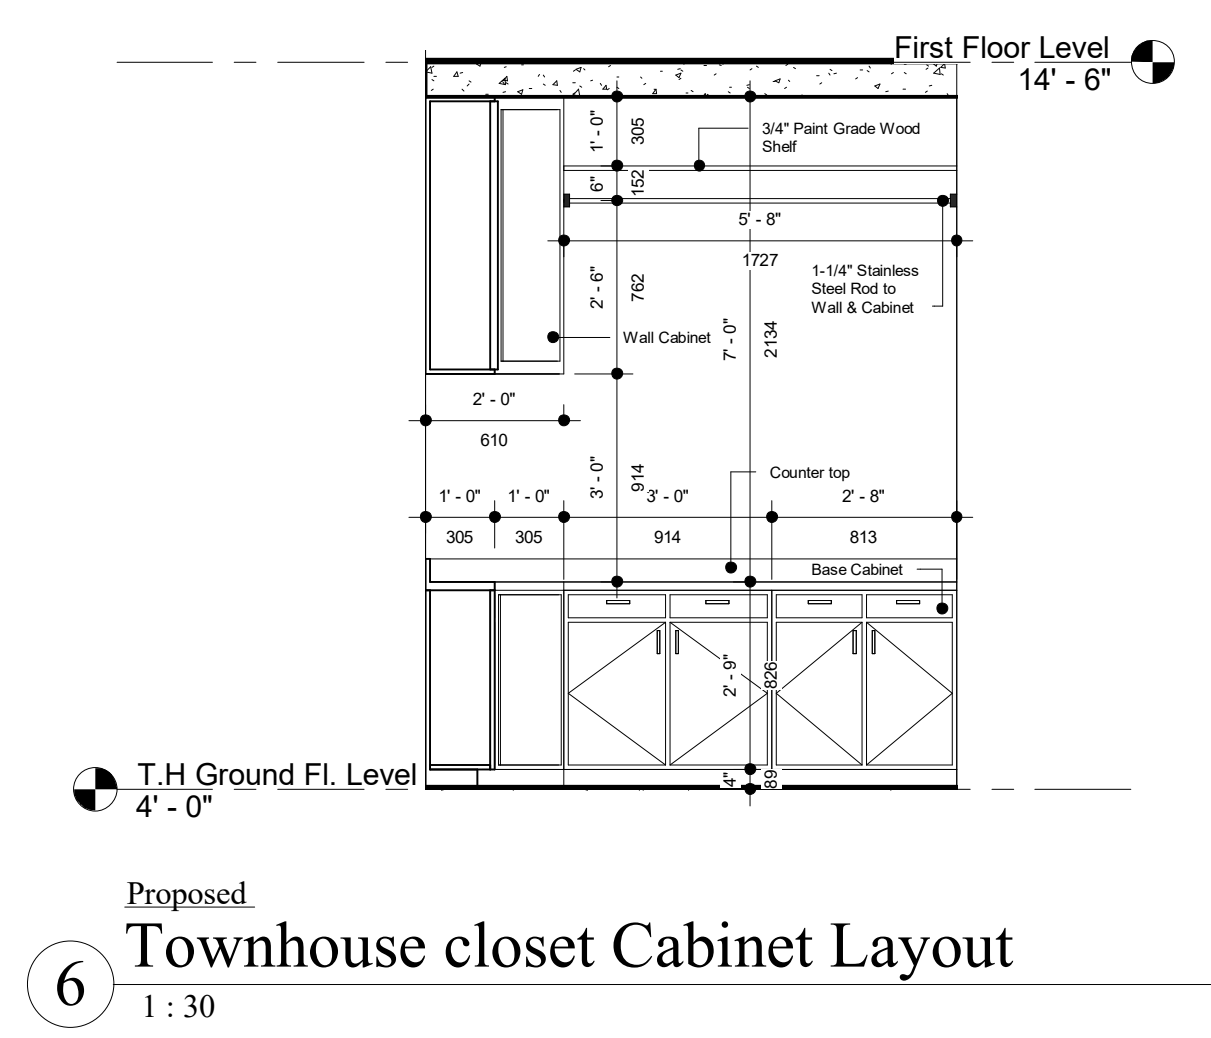 First Floor Level
14' - 6"
1' - 0"
305
3/4" Paint Grade Wood
Shelf
6"
152
5' - 8"
1727
1-1/4" Stainless
Steel Rod to
Wall & Cabinet
2' - 6"
762
Wall Cabinet
7' - 0"
2134
2' - 0"
610
3' - 0"
914
Counter top
1' - 0"
1' - 0"
3' - 0"
2' - 8"
305
305
914
813
Base Cabinet
2' - 9"
826
4"
89
T.H Ground Fl. Level
4' - 0"
Proposed
Townhouse closet Cabinet Layout
6
1 : 30